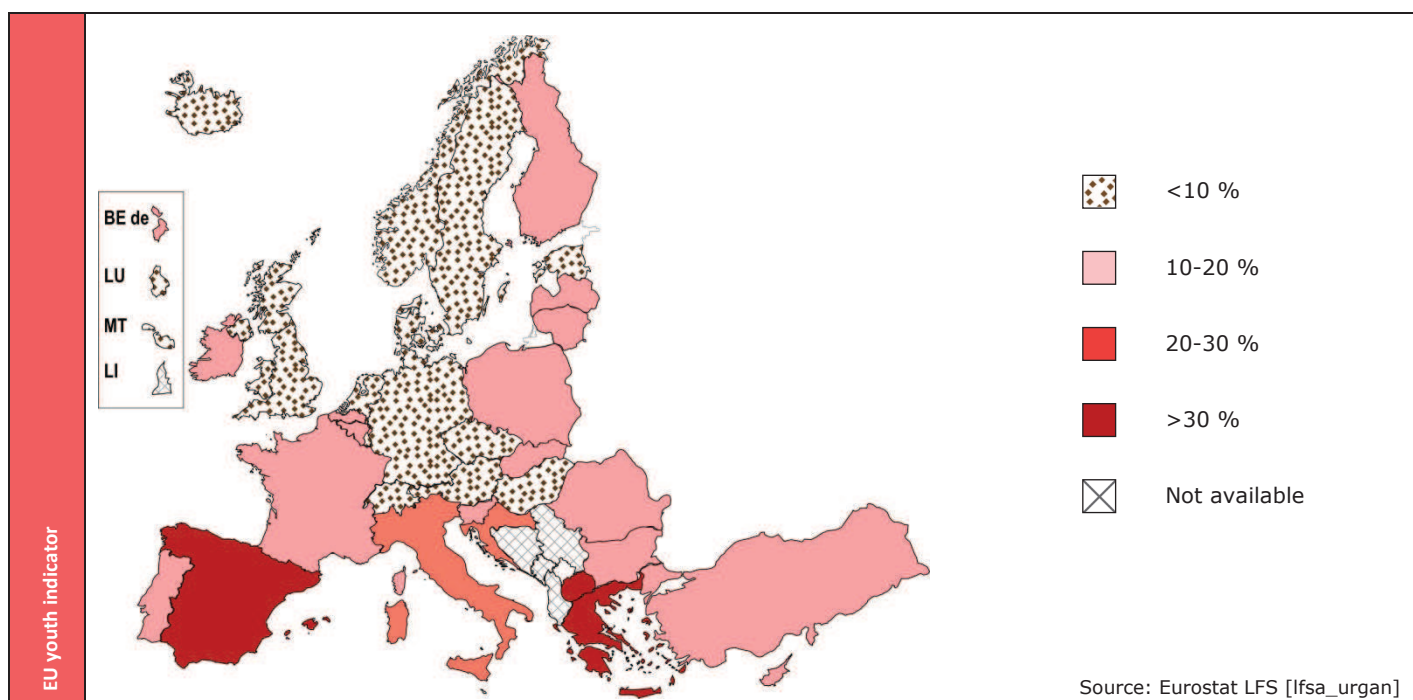 EU youth indicator
BE de
LU
MT
LI
<10 %
10-20 %
20-30 %
>30 %
Not available
Source: Eurostat LFS [lfsa_urgan]